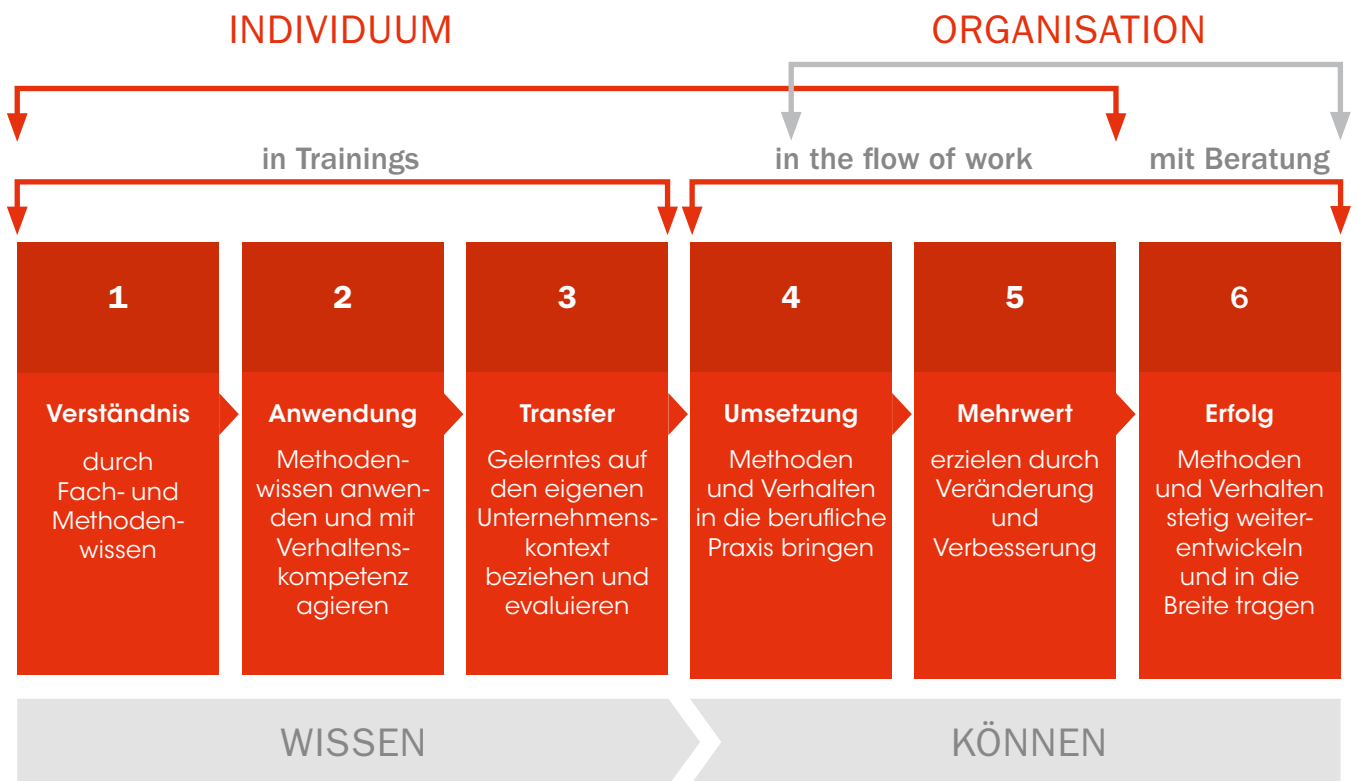 INDIVIDUUM
ORGANISATION
in Trainings
in the flow of work
mit Beratung
1
Verständnis
durch
Fach- und
Methoden-
wissen
2
Anwendung
Methoden-
wissen anwen-
den und mit
Verhaltens-
kompetenz
agieren
3
Transfer
Gelerntes auf
den eigenen
Unternehmens-
kontext
beziehen und
evaluieren
4
Umsetzung
Methoden
und Verhalten
in die berufliche
Praxis bringen
5
Mehrwert
erzielen durch
Veränderung
und
Verbesserung
6
Erfolg
Methoden
und Verhalten
stetig weiter-
entwickeln
und in die
Breite tragen
WISSEN
KÖNNEN